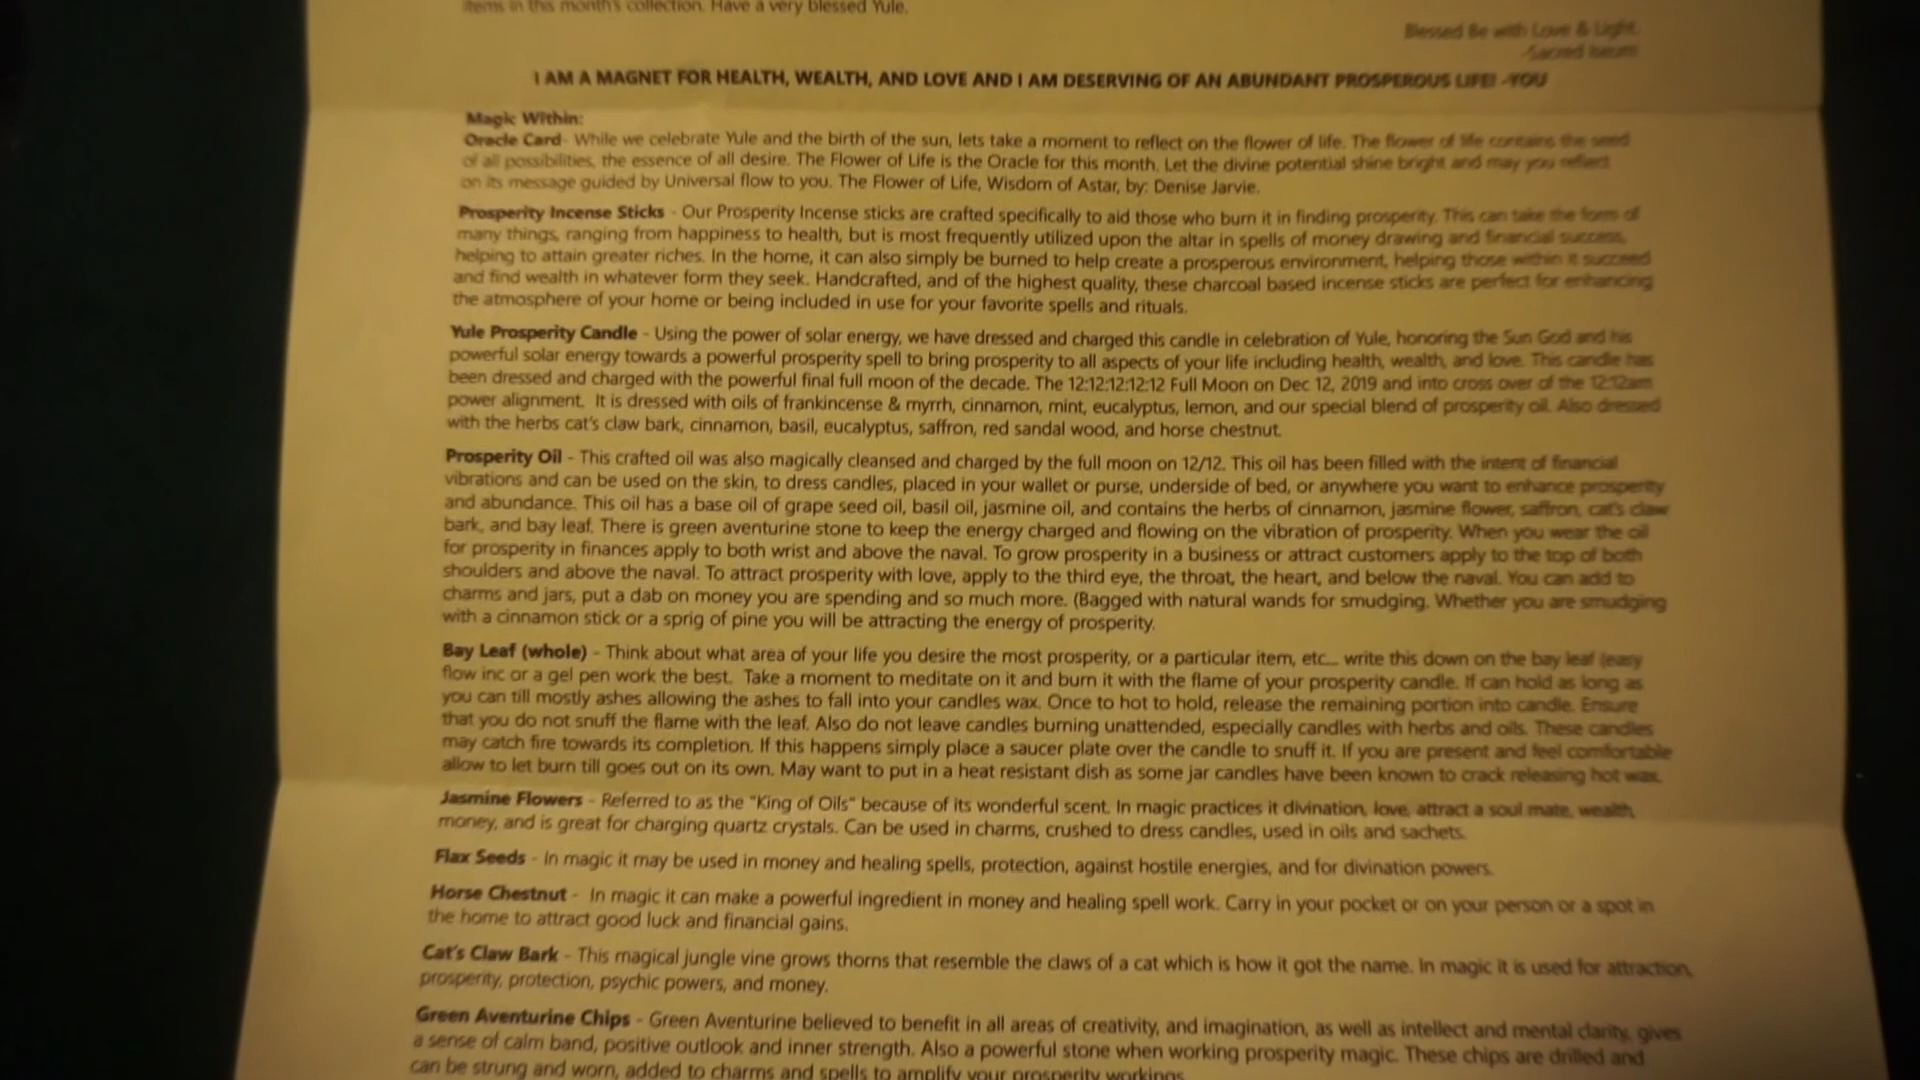 items in this month's collection. Have a very blessed Yule.
Blessed Be with Love & Light,
-Sacred
I AM A MAGNET FOR HEALTH, WEALTH, AND LOVE AND I AM DESERVING OF AN ABUNDANT PROSPEROUS LIFE! -YOU
Magic Within:
Oracle Card- While we celebrate Yule and the birth of the sun, lets take a moment to reflect on the flower of life. The flower of life contains the seed
of all possibilities, the essence of all desire. The Flower of Life is the Oracle for this month. Let the divine potential shine bright and may you reflect
on its message guided by Universal flow to you. The Flower of Life, Wisdom of Astar, by: Denise Jarvie.
Prosperity Incense Sticks - Our Prosperity Incense sticks are crafted specifically to aid those who burn it in finding prosperity. This can take the form of
many things, ranging from happiness to health, but is most frequently utilized upon the altar in spells of money drawing and financial success,
helping to attain greater riches. In the home, it can also simply be burned to help create a prosperous environment, helping those within it succeed
and find wealth in whatever form they seek. Handcrafted, and of the highest quality, these charcoal based incense sticks are perfect for enhancing
the atmosphere of your home or being included in use for your favorite spells and rituals.
Yule Prosperity Candle - Using the power of solar energy, we have dressed and charged this candle in celebration of Yule, honoring the Sun God and his
powerful solar energy towards a powerful prosperity spell to bring prosperity to all aspects of your life including health, wealth, and love. This candle has
been dressed and charged with the powerful final full moon of the decade. The 12:12:12:12:12 Full Moon on Dec 12, 2019 and into cross over of the 12:12am
power alignment. It is dressed with oils of frankincense & myrrh, cinnamon, mint, eucalyptus, lemon, and our special blend of prosperity oil. Also dressed
with the herbs cat's claw bark, cinnamon, basil, eucalyptus, saffron, red sandal wood, and horse chestnut.
Prosperity Oil - This crafted oil was also magically cleansed and charged by the full moon on 12/12. This oil has been filled with the intent of financial
vibrations and can be used on the skin, to dress candles, placed in your wallet or purse, underside of bed, or anywhere you want to enhance prosperity
and abundance. This oil has a base oil of grape seed oil, basil oil, jasmine oil, and contains the herbs of cinnamon, jasmine flower, saffron, cat's claw
bark, and bay leaf. There is green aventurine stone to keep the energy charged and flowing on the vibration of prosperity. When you wear the oil
for prosperity in finances apply to both wrist and above the naval. To grow prosperity in a business or attract customers apply to the top of both
shoulders and above the naval. To attract prosperity with love, apply to the third eye, the throat, the heart, and below the naval. You can add to
charms and jars, put a dab on money you are spending and so much more. (Bagged with natural wands for smudging. Whether you are smudging
with a cinnamon stick or a sprig of pine you will be attracting the energy of prosperity.
Bay Leaf (whole) - Think about what area of your life you desire the most prosperity, or a particular item, etc... write this down on the bay leaf (easy
flow inc or a gel pen work the best. Take a moment to meditate on it and burn it with the flame of your prosperity candle. If can hold as long as
you can till mostly ashes allowing the ashes to fall into your candles wax. Once to hot to hold, release the remaining portion into candle. Ensure
that you do not snuff the flame with the leaf. Also do not leave candles burning unattended, especially candles with herbs and oils. These candles
may catch fire towards its completion. If this happens simply place a saucer plate over the candle to snuff it. If you are present and feel comfortable
allow to let burn till goes out on its own. May want to put in a heat resistant dish as some jar candles have been known to crack releasing hot wax.
Jasmine Flowers - Referred to as the "King of Oils" because of its wonderful scent. In magic practices it divination, love, attract a soul mate, wealth,
money, and is great for charging quartz crystals. Can be used in charms, crushed to dress candles, used in oils and sachets.
Flax Seeds - In magic it may be used in money and healing spells, protection, against hostile energies, and for divination powers.
Horse Chestnut - In magic it can make a powerful ingredient in money and healing spell work. Carry in your pocket or on your person or a spot in
the home to attract good luck and financial gains.
Cat's Claw Bark - This magical jungle vine grows thorns that resemble the claws of a cat which is how it got the name. In magic it is used for attraction,
prosperity, protection, psychic powers, and money.
Green Aventurine Chips - Green Aventurine believed to benefit in all areas of creativity, and imagination, as well as intellect and mental clarity, gives
a sense of calm band, positive outlook and inner strength. Also a powerful stone when working prosperity magic. These chips are drilled and
can be strung and worn, added to charms and spells to amplify your prosperity workings.